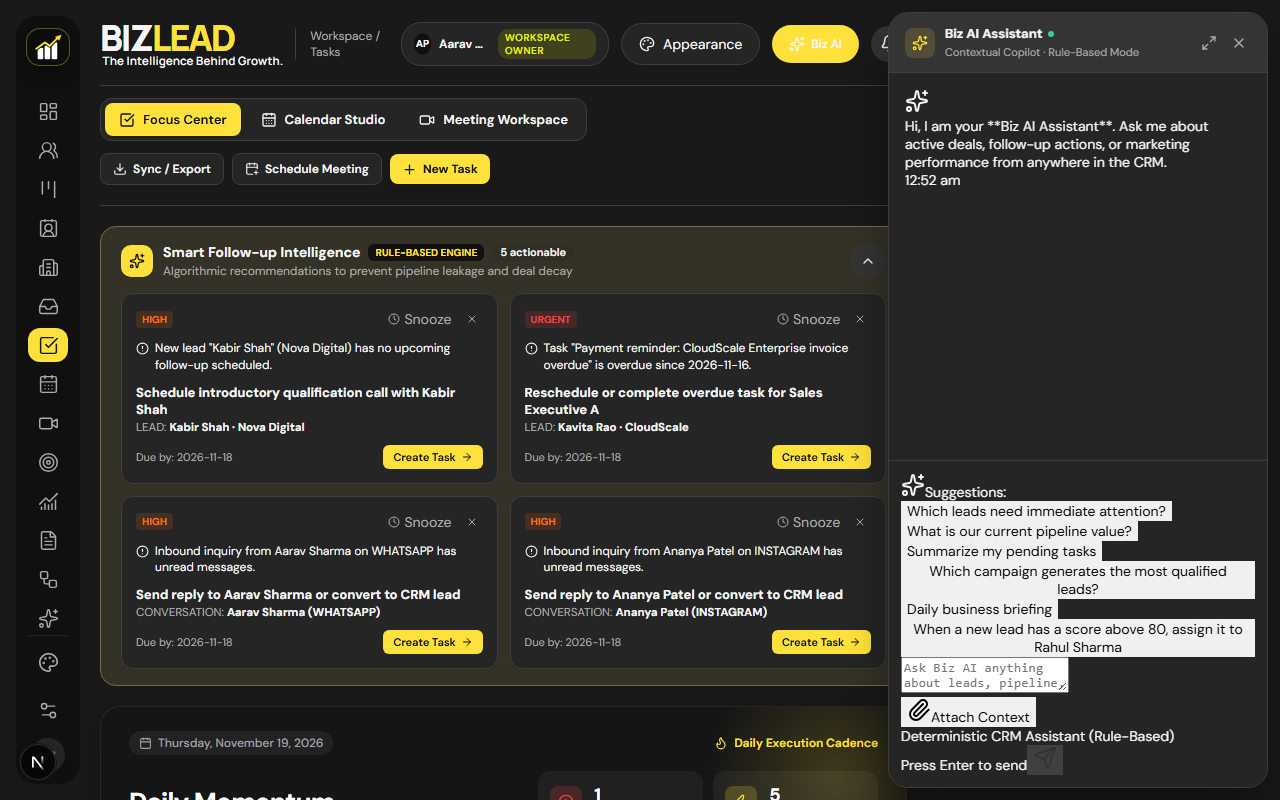 BIZLEAD
The Intelligence Behind Growth.
Workspace /
Tasks
AP
Aarav ...
WORKSPACE
OWNER
Appearance
Biz AI
Focus Center
Calendar Studio
Meeting Workspace
Sync / Export
Schedule Meeting
New Task
Smart Follow-up Intelligence
RULE-BASED ENGINE
5 actionable
Algorithmic recommendations to prevent pipeline leakage and deal decay
HIGH
Snooze
New lead "Kabir Shah" (Nova Digital) has no upcoming
follow-up scheduled.
Schedule introductory qualification call with Kabir
Shah
LEAD: Kabir Shah · Nova Digital
Due by: 2026-11-18
Create Task
URGENT
Snooze
Task "Payment reminder: CloudScale Enterprise invoice
overdue" is overdue since 2026-11-16.
Reschedule or complete overdue task for Sales
Executive A
LEAD: Kavita Rao · CloudScale
Due by: 2026-11-18
Create Task
HIGH
Snooze
Inbound inquiry from Aarav Sharma on WHATSAPP has
unread messages.
Send reply to Aarav Sharma or convert to CRM lead
CONVERSATION: Aarav Sharma (WHATSAPP)
Due by: 2026-11-18
Create Task
HIGH
Snooze
Inbound inquiry from Ananya Patel on INSTAGRAM has
unread messages.
Send reply to Ananya Patel or convert to CRM lead
CONVERSATION: Ananya Patel (INSTAGRAM)
Due by: 2026-11-18
Create Task
Thursday, November 19, 2026
Daily Execution Cadence
Daily Momentum
1
5
N
Biz AI Assistant
Contextual Copilot · Rule-Based Mode
Hi, I am your **Biz AI Assistant**. Ask me about
active deals, follow-up actions, or marketing
performance from anywhere in the CRM.
12:52 am
Suggestions:
Which leads need immediate attention?
What is our current pipeline value?
Summarize my pending tasks
Which campaign generates the most qualified
leads?
Daily business briefing
When a new lead has a score above 80, assign it to
Rahul Sharma
Ask Biz AI anything
about leads, pipeline,
Attach Context
Deterministic CRM Assistant (Rule-Based)
Press Enter to send